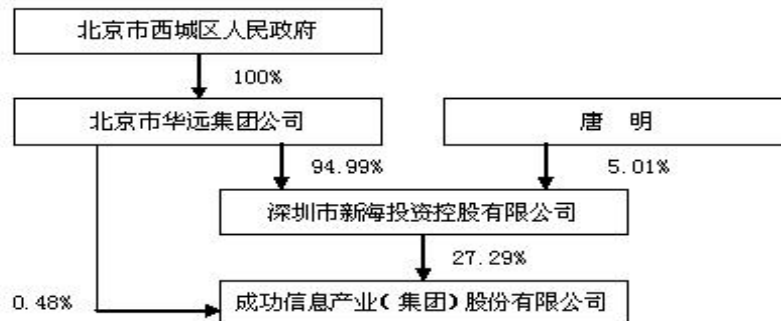 北京市西城区人民政府
100%
北京市华远集团公司
唐 明
94.99%
5.01%
深圳市新海投资控股有限公司
27.29%
0.48%
成功信息产业(集团)股份有限公司